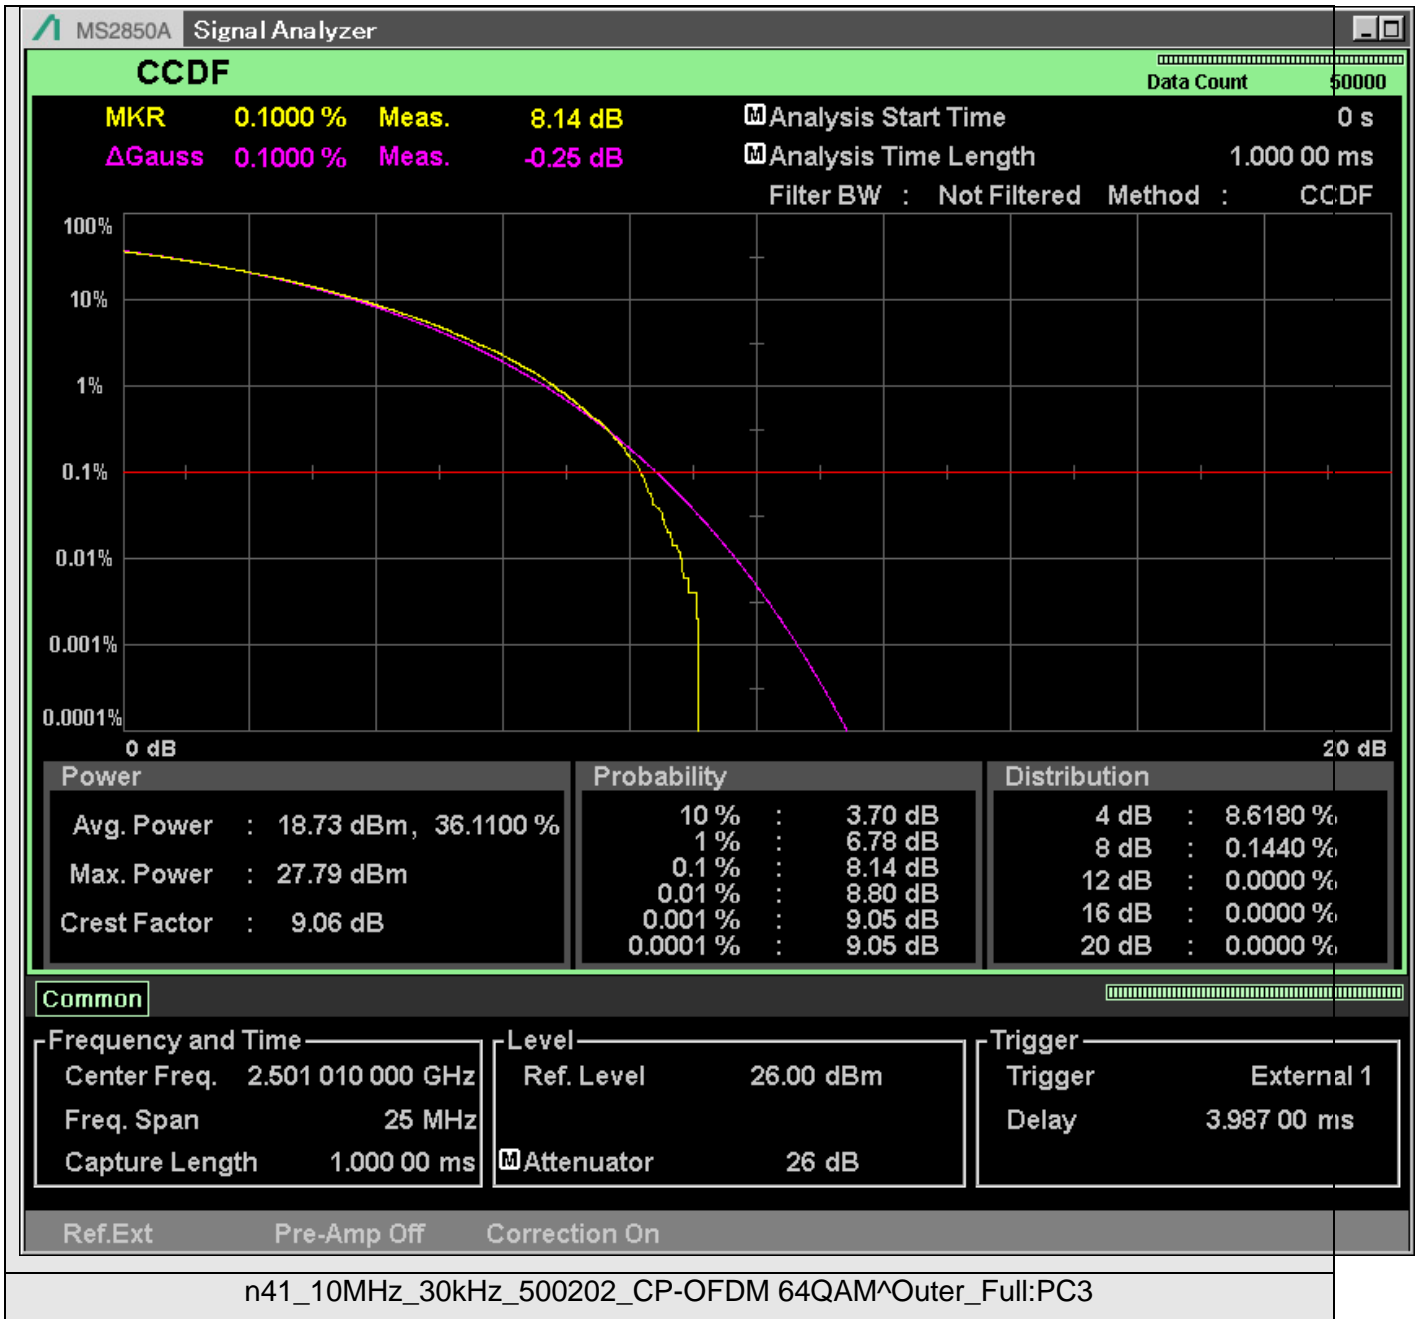 MS2850A Signal Analyzer
CCDF
Data Count 50000
MKR 0.1000 % Meas. 8.14 dB
ΔGauss 0.1000 % Meas. -0.25 dB
M Analysis Start Time 0 s
M Analysis Time Length 1.000 00 ms
Filter BW : Not Filtered Method : CCDF
100%
10%
1%
0.1%
0.01%
0.001%
0.0001%
0 dB 20 dB
Power
Avg. Power : 18.73 dBm, 36.1100 %
Max. Power : 27.79 dBm
Crest Factor : 9.06 dB
Probability
10 % : 3.70 dB
1 % : 6.78 dB
0.1 % : 8.14 dB
0.01 % : 8.80 dB
0.001 % : 9.05 dB
0.0001 % : 9.05 dB
Distribution
4 dB : 8.6180 %
8 dB : 0.1440 %
12 dB : 0.0000 %
16 dB : 0.0000 %
20 dB : 0.0000 %
Common
Frequency and Time
Center Freq. 2.501 010 000 GHz
Freq. Span 25 MHz
Capture Length 1.000 00 ms
Level
Ref. Level 26.00 dBm
M Attenuator 26 dB
Trigger
Trigger External 1
Delay 3.987 00 ms
Ref.Ext Pre-Amp Off Correction On
n41_10MHz_30kHz_500202_CP-OFDM 64QAM^Outer_Full:PC3